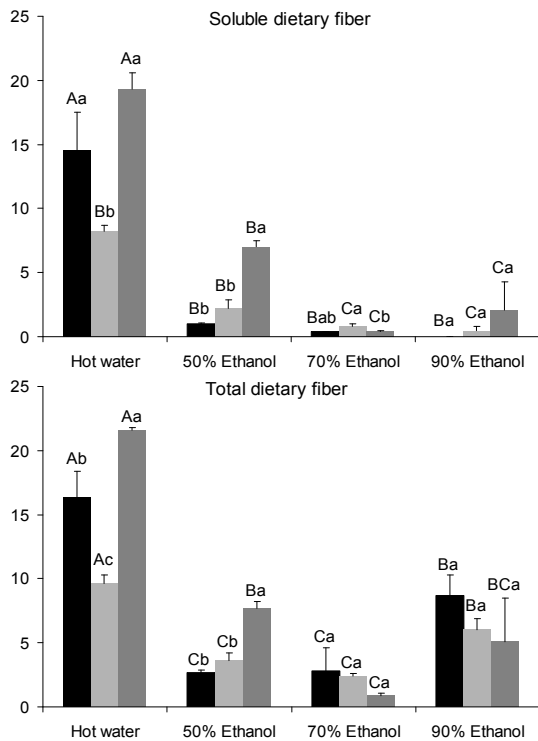 25
Soluble dietary fiber
20
Aa
Aa
15
10
Bb
Ba
5
Bb
Bb
Ca
Bab
Ca
Cb
Ba
Ca
0
Hot water 50% Ethanol 70% Ethanol 90% Ethanol
25
Total dietary fiber
Aa
20
Ab
15
Ac
10
Ba
Ba
Ba
BCa
5
Cb
Cb
Ca
Ca
Ca
0
Hot water 50% Ethanol 70% Ethanol 90% Ethanol